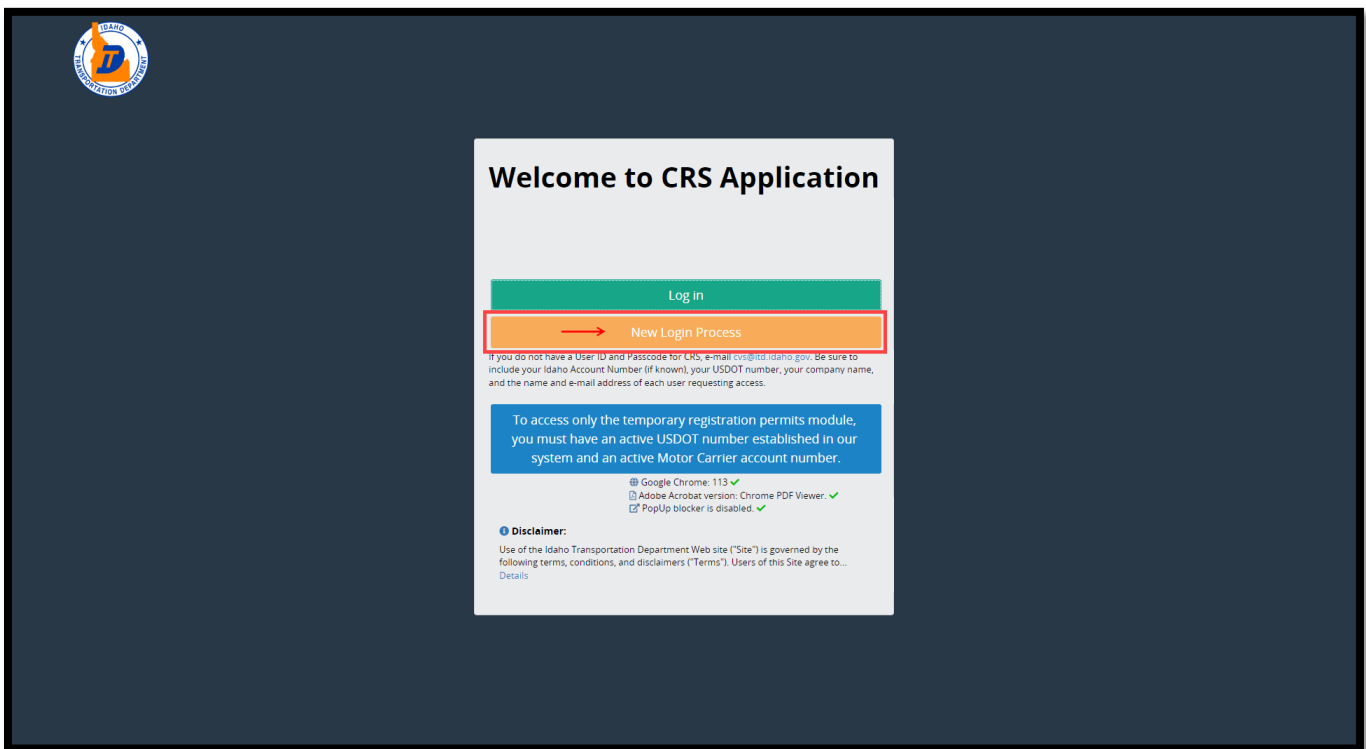 IDAHO
TRANSPORTATION DEPARTMENT
ID
Welcome to CRS Application
Log in
New Login Process
If you do not have a User ID and Passcode for CRS, e-mail cvs@itd.idaho.gov. Be sure to
include your Idaho Account Number (if known), your USDOT number, your company name,
and the name and e-mail address of each user requesting access.
To access only the temporary registration permits module,
you must have an active USDOT number established in our
system and an active Motor Carrier account number.
Google Chrome: 113
Adobe Acrobat version: Chrome PDF Viewer.
PopUp blocker is disabled.
Disclaimer:
Use of the Idaho Transportation Department Web site ("Site") is governed by the
following terms, conditions, and disclaimers ("Terms"). Users of this Site agree to...
Details